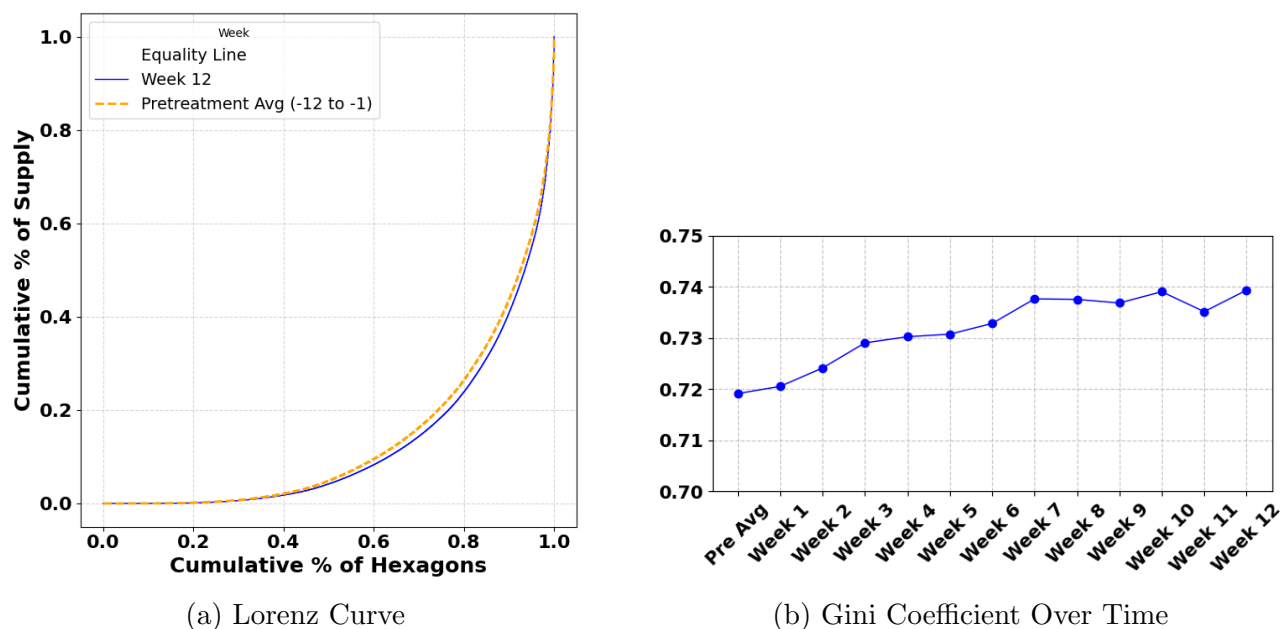 Week
Equality Line
Week 12
Pretreatment Avg (-12 to -1)
Cumulative % of Supply
1.0
0.8
0.6
0.4
0.2
0.0
0.0 0.2 0.4 0.6 0.8 1.0
Cumulative % of Hexagons
(a) Lorenz Curve
0.75
0.74
0.73
0.72
0.71
0.70
Pre Avg
Week 1
Week 2
Week 3
Week 4
Week 5
Week 6
Week 7
Week 8
Week 9
Week 10
Week 11
Week 12
(b) Gini Coefficient Over Time